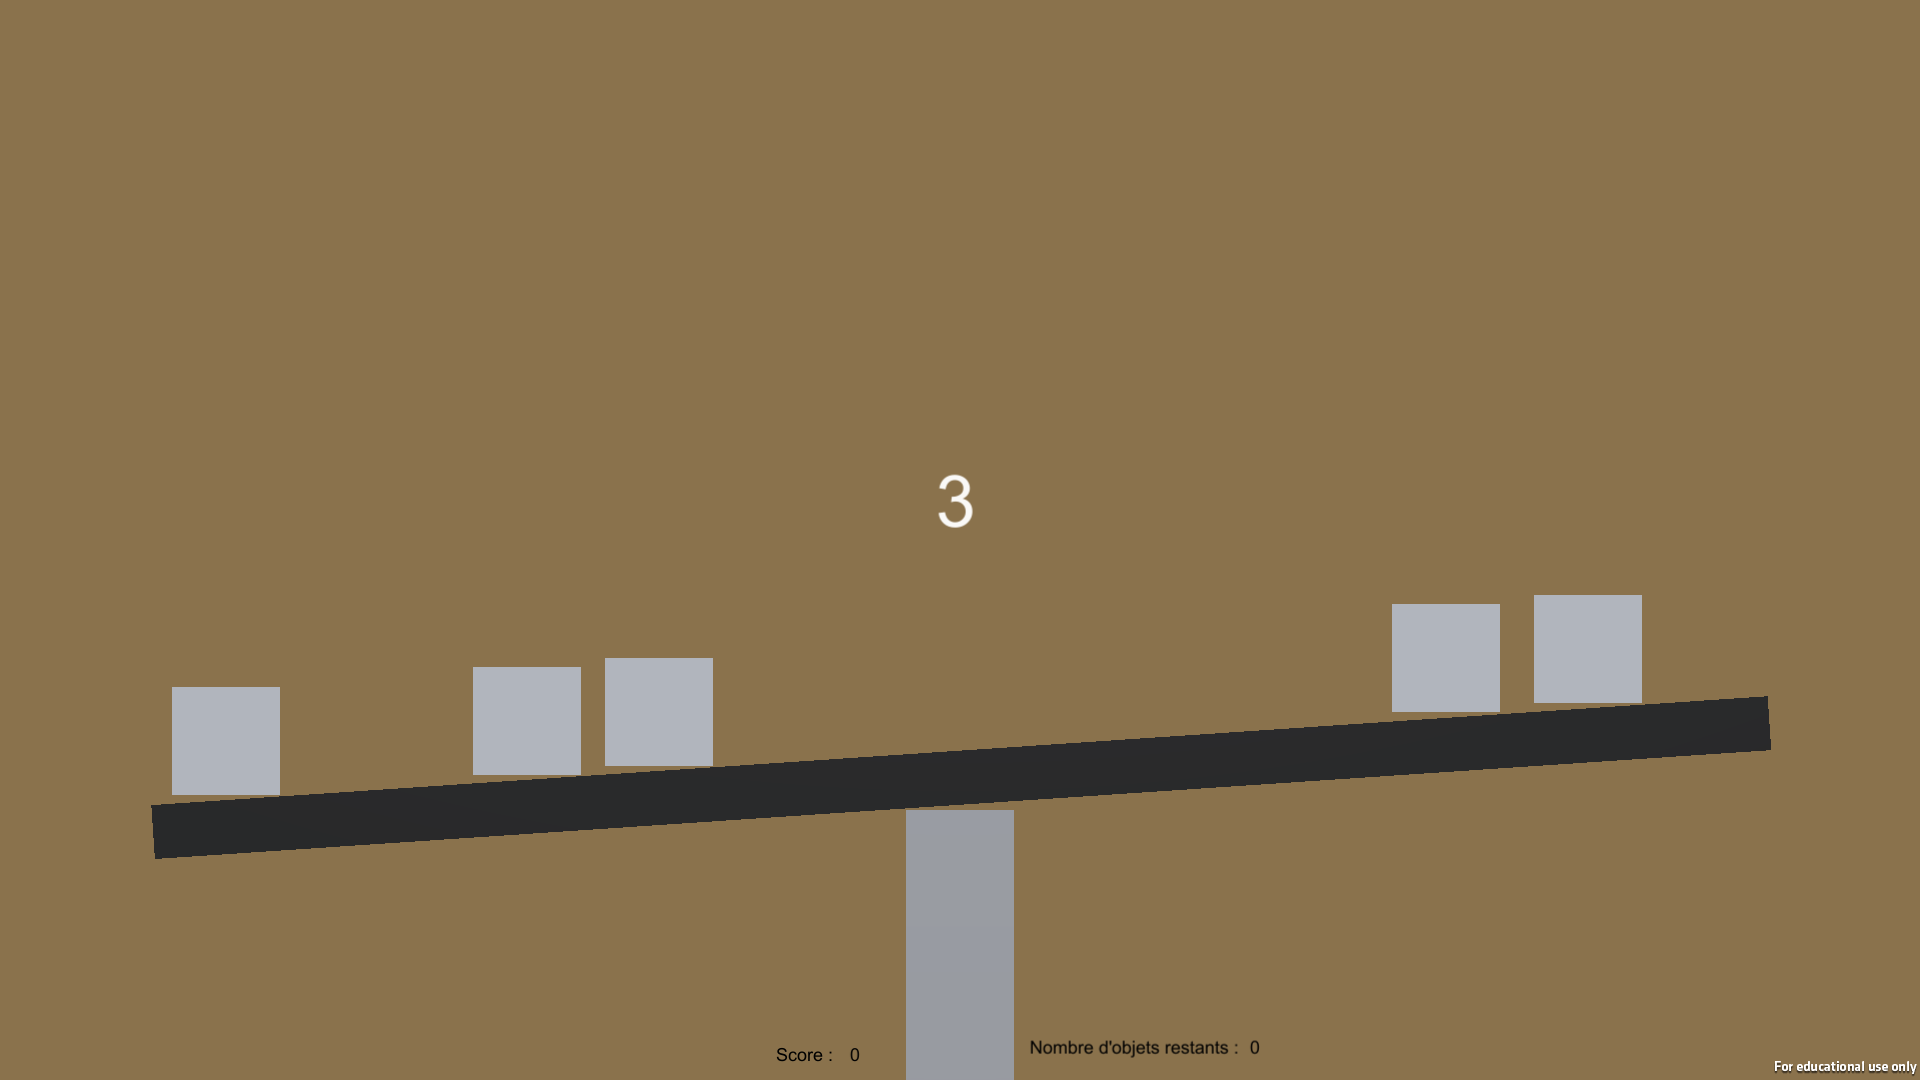 3
Score : 0
Nombre d'objets restants : 0
For educational use only